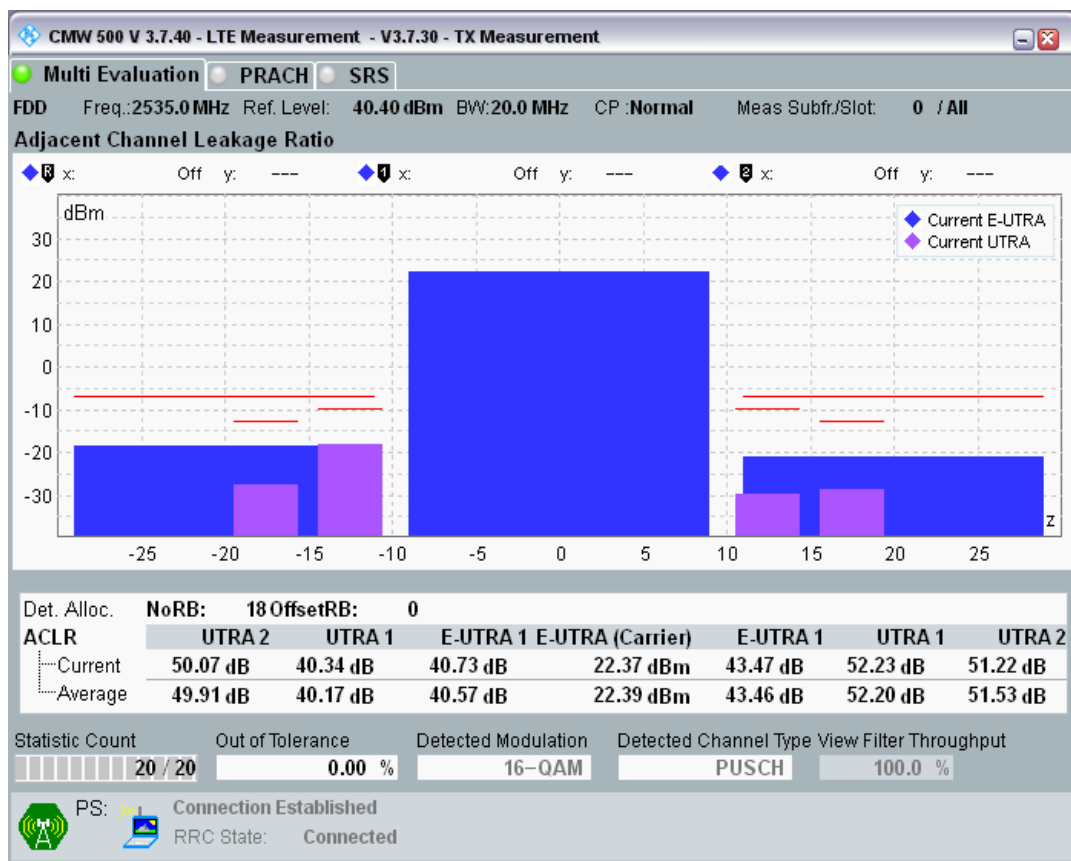 CMW 500 V 3.7.40 - LTE Measurement - V3.7.30 - TX Measurement
Multi Evaluation PRACH SRS
FDD Freq.:2535.0 MHz Ref. Level: 40.40 dBm BW:20.0 MHz CP :Normal Meas Subfr./Slot: 0 / All
Adjacent Channel Leakage Ratio
R x: Off y: --- 1 x: Off y: --- 2 x: Off y: ---
dBm
Current E-UTRA
Current UTRA
30
20
10
0
-10
-20
-30
z
-25 -20 -15 -10 -5 0 5 10 15 20 25
Det. Alloc. NoRB: 18 OffsetRB: 0
ACLR UTRA 2 UTRA 1 E-UTRA 1 E-UTRA (Carrier) E-UTRA 1 UTRA 1 UTRA 2
Current 50.07 dB 40.34 dB 40.73 dB 22.37 dBm 43.47 dB 52.23 dB 51.22 dB
Average 49.91 dB 40.17 dB 40.57 dB 22.39 dBm 43.46 dB 52.20 dB 51.53 dB
Statistic Count Out of Tolerance Detected Modulation Detected Channel Type View Filter Throughput
20 / 20 0.00 % 16-QAM PUSCH 100.0 %
PS: Connection Established
RRC State: Connected